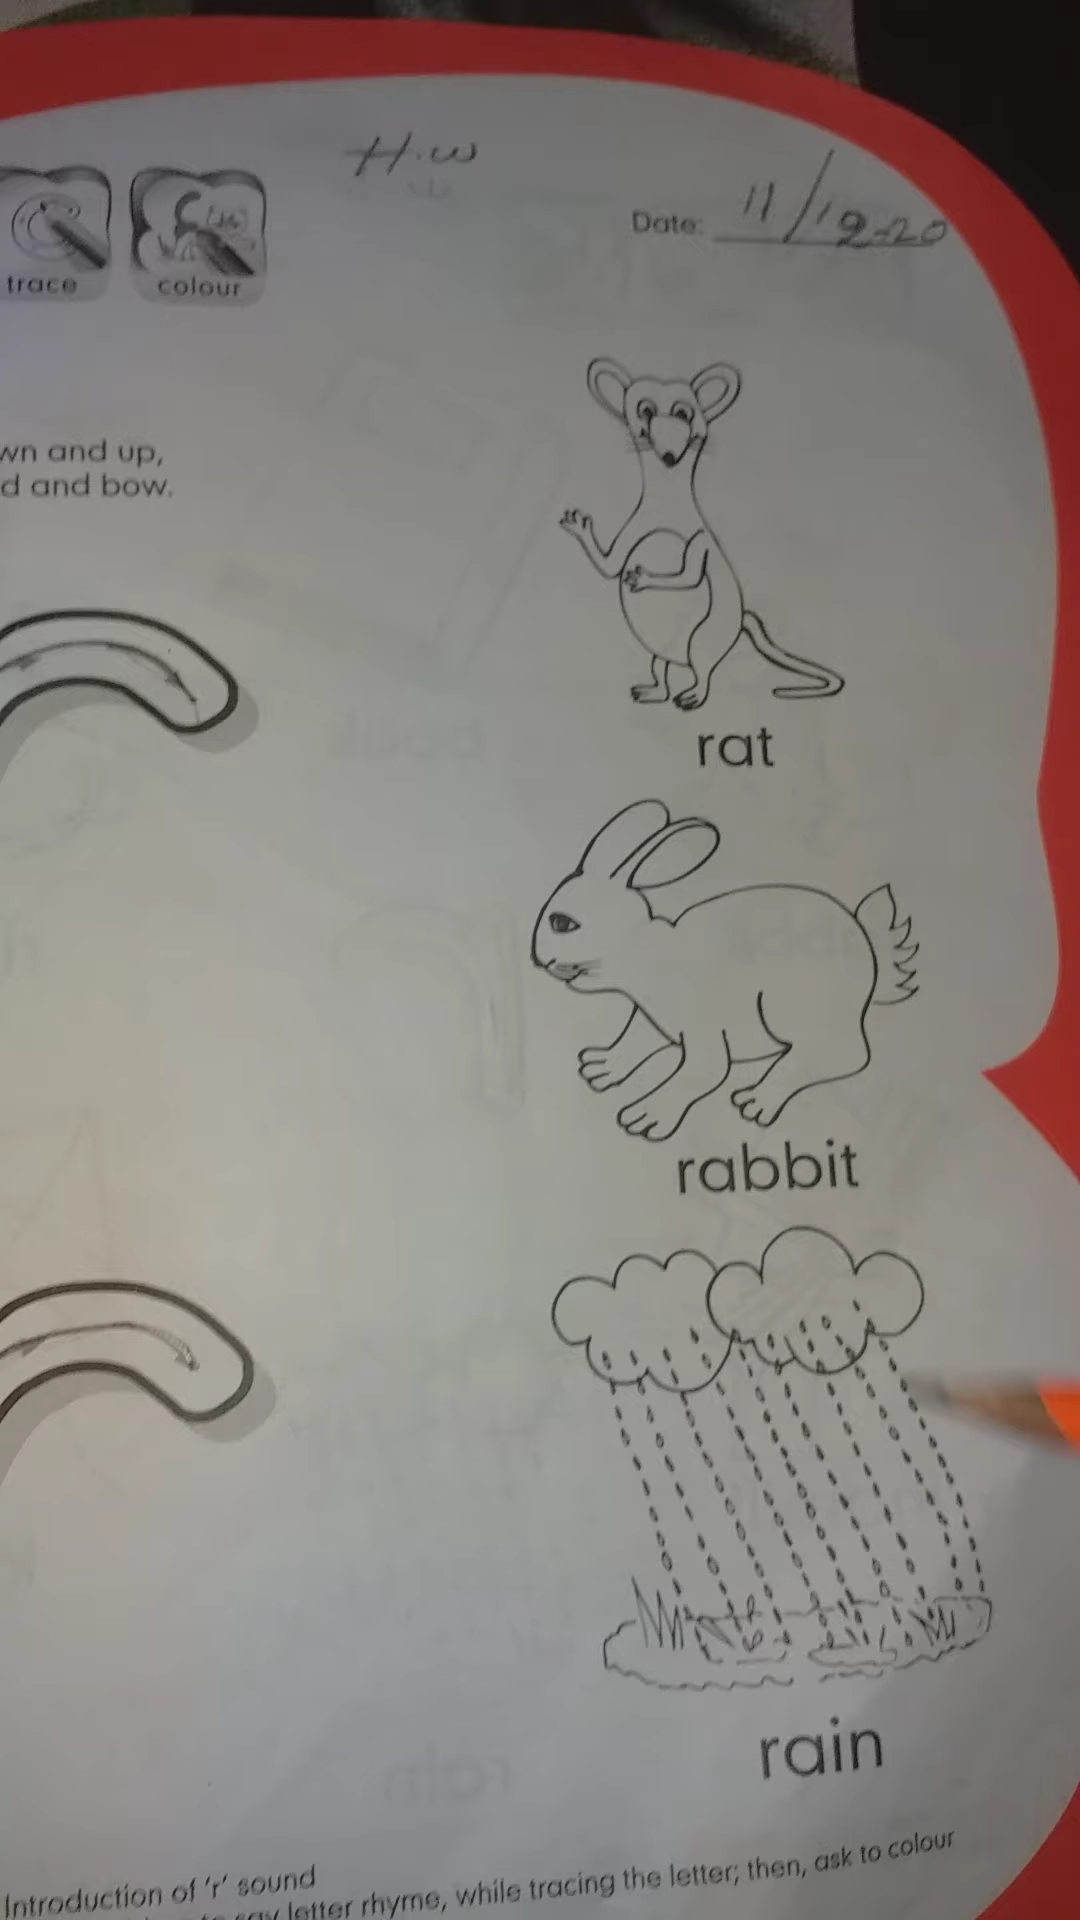 H.w
Date: 11/12-20
trace
colour
wn and up,
d and bow.
rat
rabbit
rain
Introduction of 'r' sound
say letter rhyme, while tracing the letter; then, ask to colour